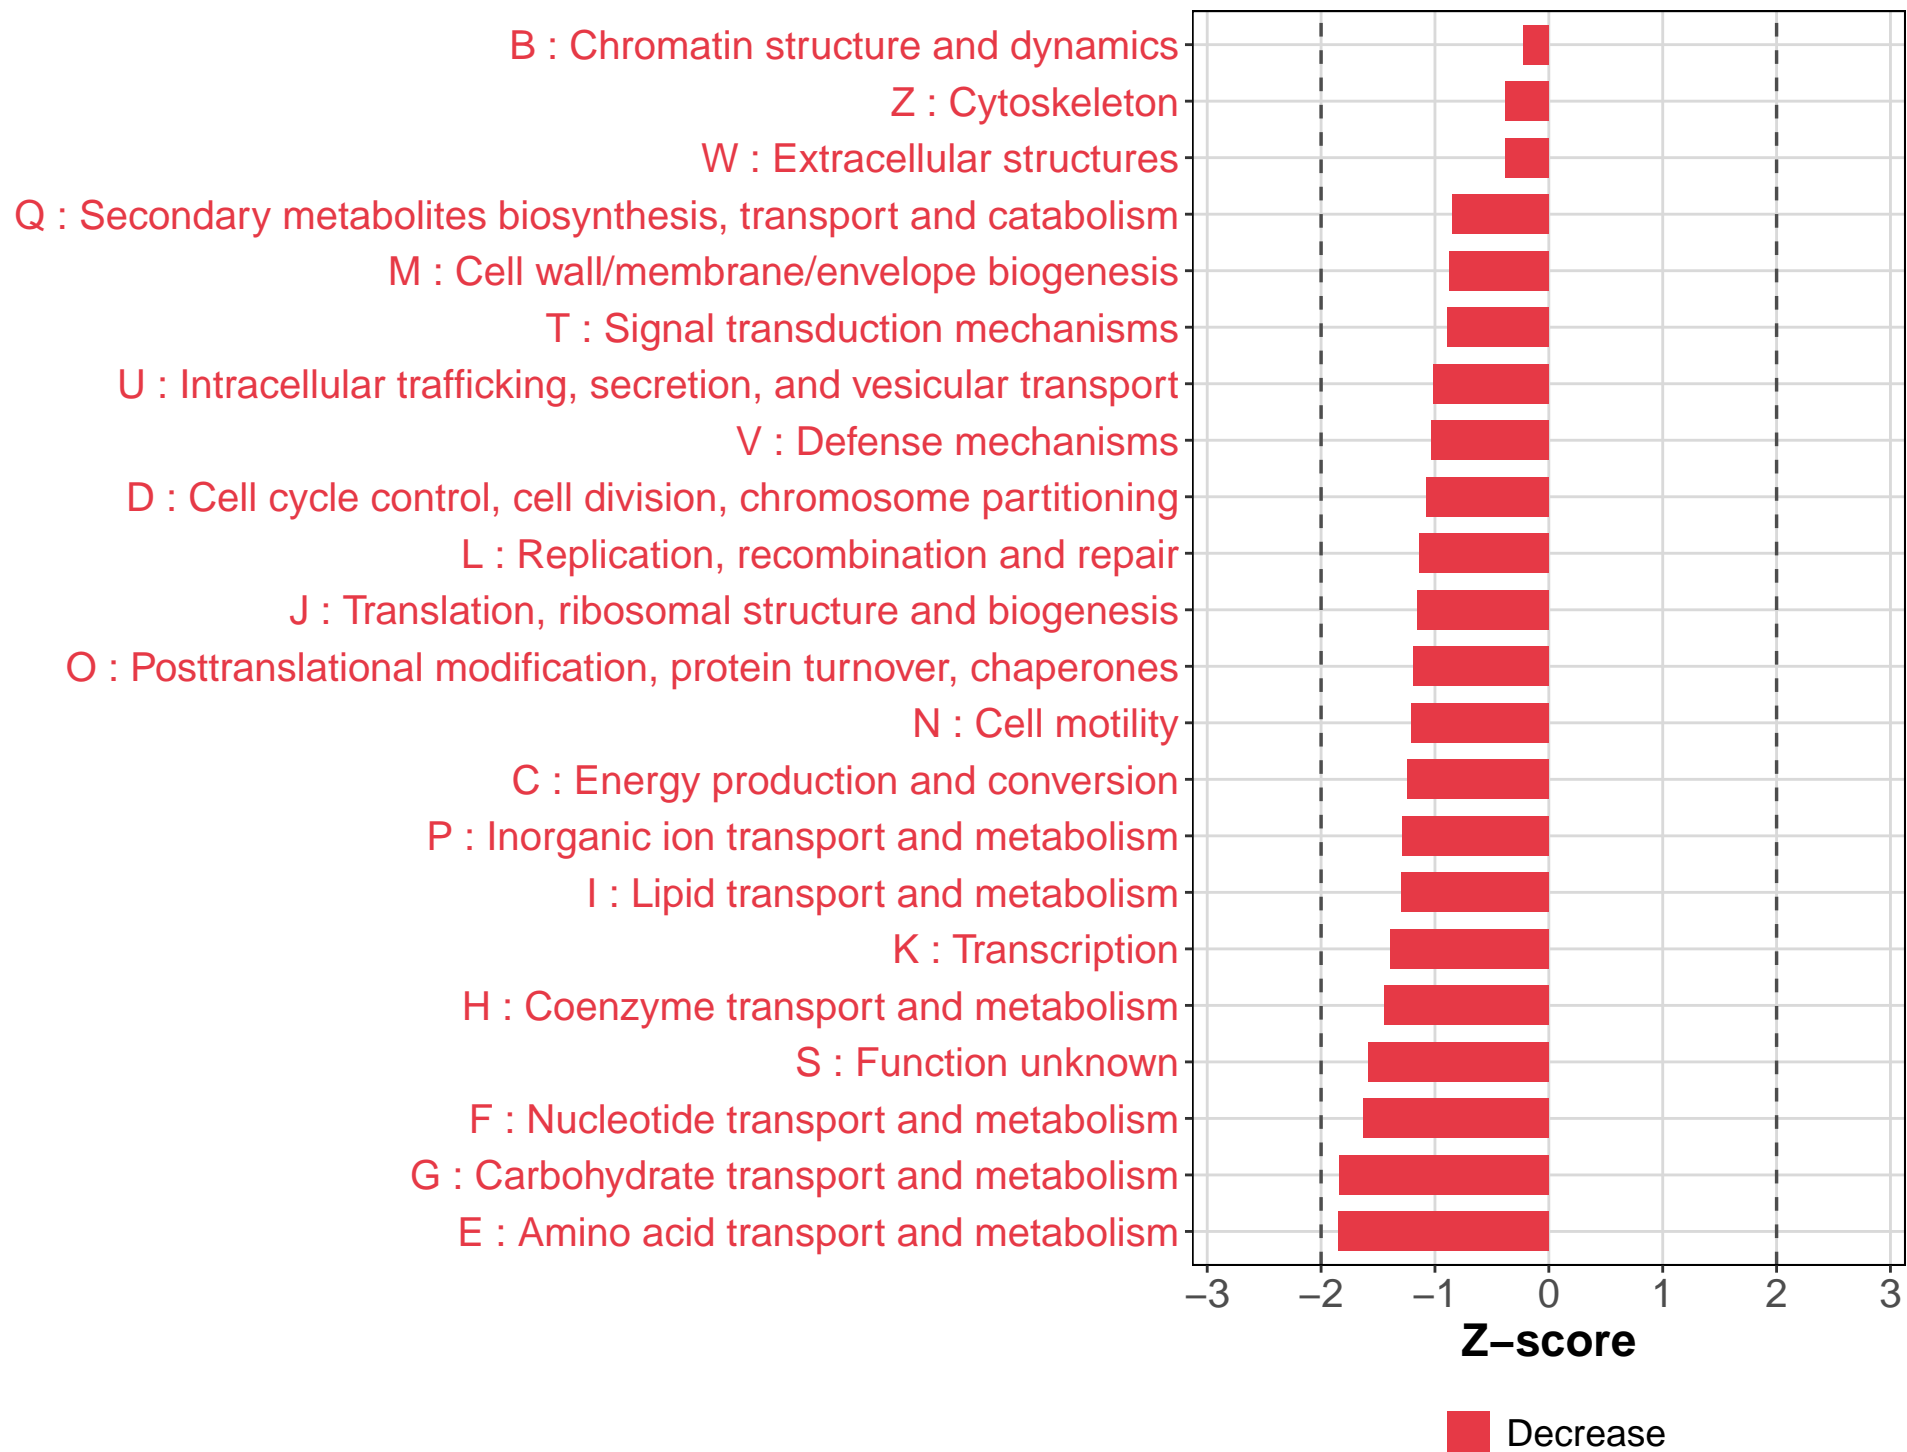 B : Chromatin structure and dynamics
Z : Cytoskeleton
W : Extracellular structures
Q : Secondary metabolites biosynthesis, transport and catabolism
M : Cell wall/membrane/envelope biogenesis
T : Signal transduction mechanisms
U : Intracellular trafficking, secretion, and vesicular transport
V : Defense mechanisms
D : Cell cycle control, cell division, chromosome partitioning
L : Replication, recombination and repair
J : Translation, ribosomal structure and biogenesis
O : Posttranslational modification, protein turnover, chaperones
N : Cell motility
C : Energy production and conversion
P : Inorganic ion transport and metabolism
I : Lipid transport and metabolism
K : Transcription
H : Coenzyme transport and metabolism
S : Function unknown
F : Nucleotide transport and metabolism
G : Carbohydrate transport and metabolism
E : Amino acid transport and metabolism
−3 −2 −1 0 1 2 3
Z−score
Decrease